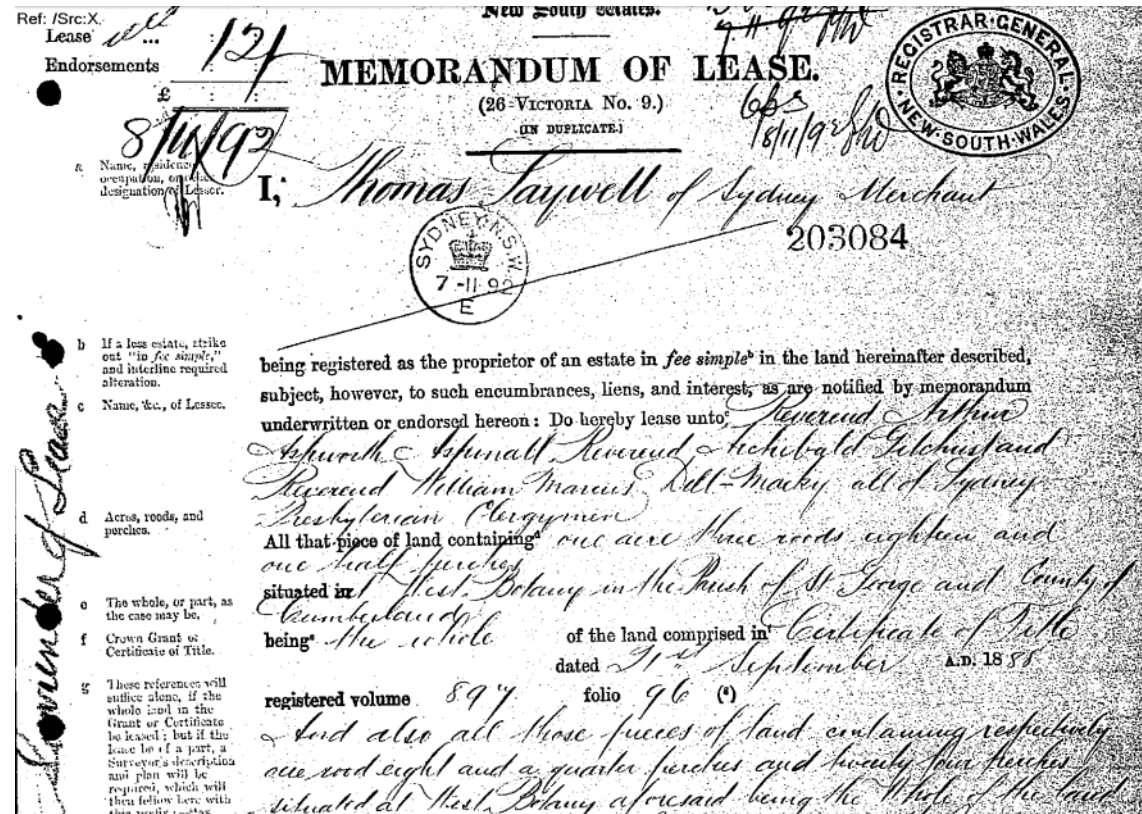 Ref: /Src:X,
New South Wales.
Lease
Endorsements
12/
£ : :
MEMORANDUM OF LEASE.
(26 VICTORIA No. 9.)
(IN DUPLICATE.)
REGISTRAR GENERAL
NEW SOUTH WALES
8/11/92
8/11/92
a Name, residence, occupation, or other
designation of Lessor.
I, Thomas Saywell of Sydney Merchant
203084
SYDNEY N.S.W.
7-11-92
E
b If a less estate, strike
out "in fee simple,"
and interline required
alteration.
c Name, &c., of Lessee.
being registered as the proprietor of an estate in fee simpleb in the land hereinafter described,
subject, however, to such encumbrances, liens, and interest, as are notified by memorandum
underwritten or endorsed hereon: Do hereby lease untoc Reverend Arthur
Ashworth Aspinall Reverend Archibald Gilchrist and
Reverend William Marcus Dill-Macky all of Sydney
Presbyterian Clergymen
d Acres, roods, and
perches.
All that piece of land containingd one acre three roods eighteen and
one half perches
situated in at West Botany in the Parish of St George and County of
Cumberland
e The whole, or part, as
the case may be.
f Crown Grant or
Certificate of Title.
beinge the whole of the land comprised inf Certificate of Title
dated 21st September A.D. 1888
registered volume 897 folio 96 (g)
g These references will
suffice alone, if the
whole land in the
Grant or Certificate
be leased; but if the
lease be of a part, a
Surveyor's description
and plan will be
required, which will
then follow here with
And also all those pieces of land containing respectively
one rood eight and a quarter perches and twenty four perches
situated at West Botany aforesaid being the Whole of the land
of Lease